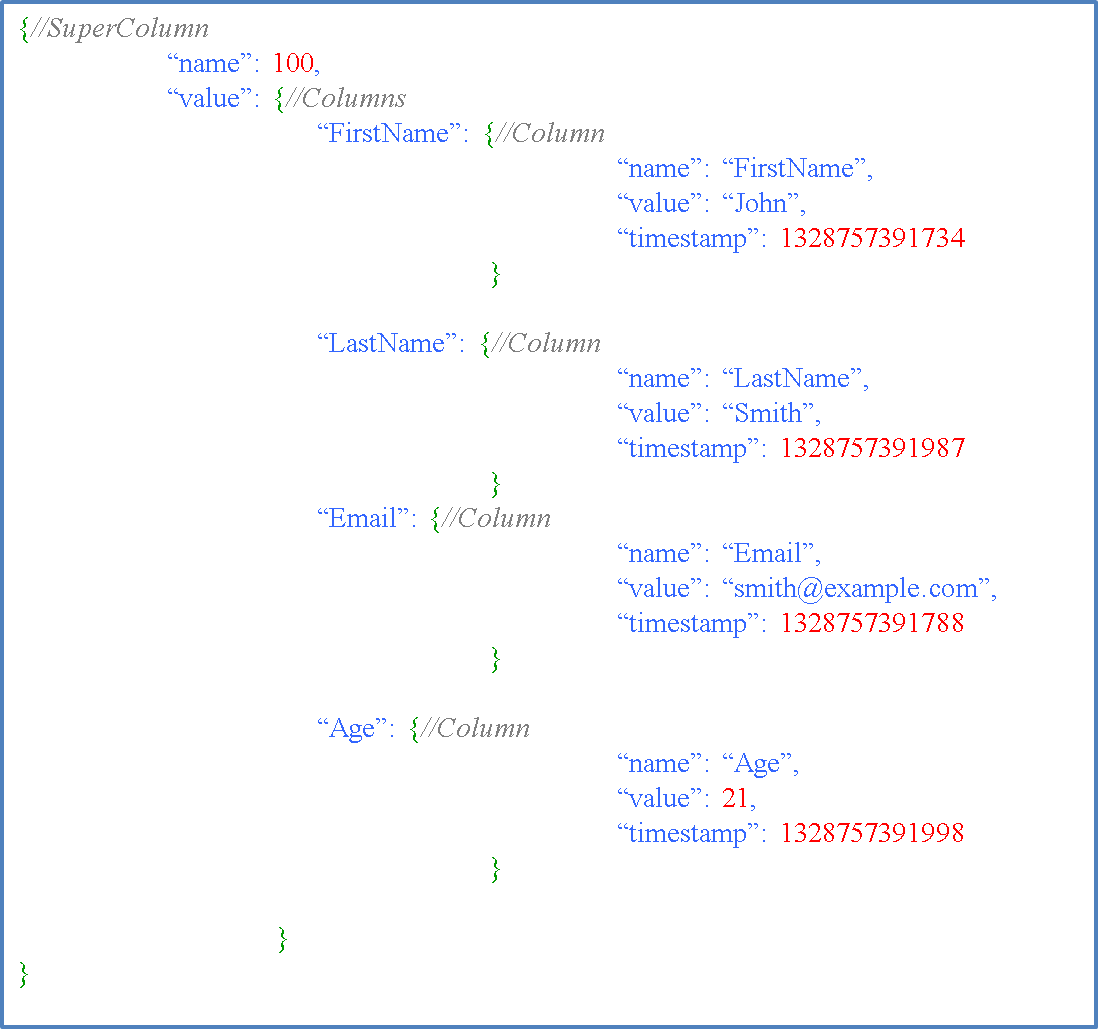 {//SuperColumn
“name”: 100,
“value”: {//Columns
“FirstName”: {//Column
“name”: “FirstName”,
“value”: “John”,
“timestamp”: 1328757391734
}
“LastName”: {//Column
“name”: “LastName”,
“value”: “Smith”,
“timestamp”: 1328757391987
}
“Email”: {//Column
“name”: “Email”,
“value”: “smith@example.com”,
“timestamp”: 1328757391788
}
“Age”: {//Column
“name”: “Age”,
“value”: 21,
“timestamp”: 1328757391998
}
}
}